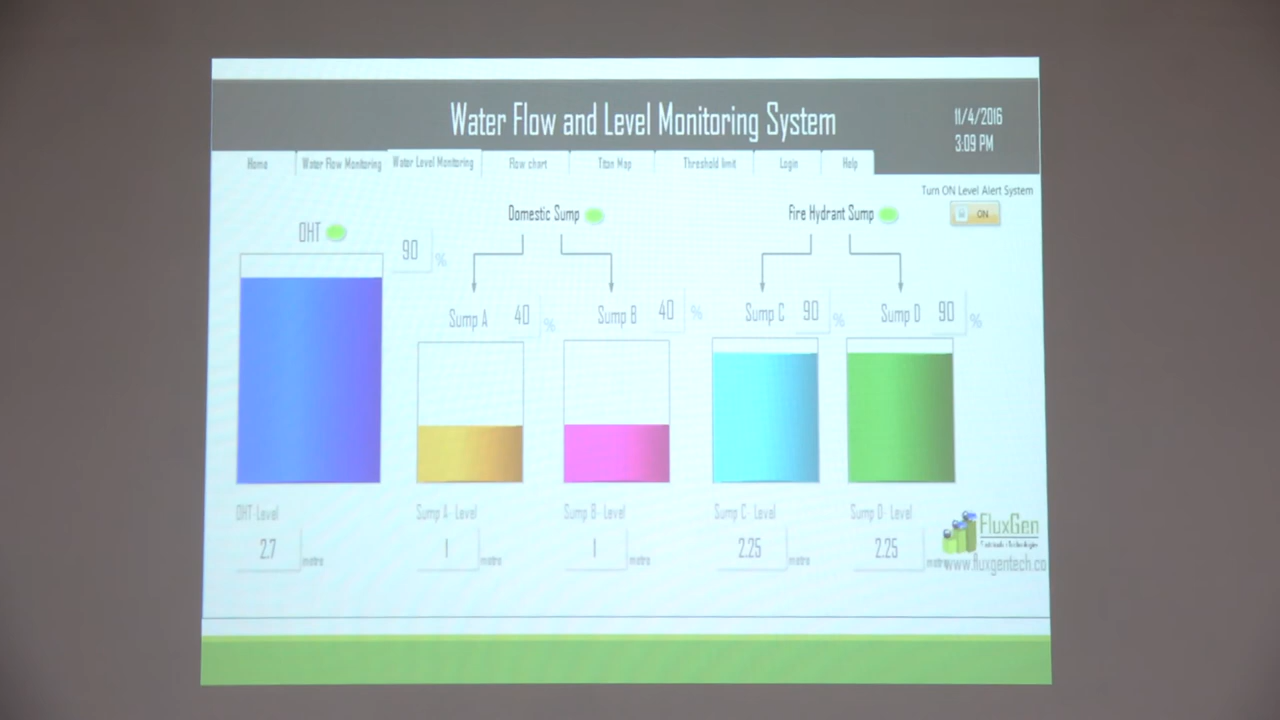 Water Flow and Level Monitoring System
11/4/2016
3:09 PM
Home
Water Flow Monitoring
Water Level Monitoring
Flow chart
Titan Map
Threshold limit
Login
Help
Turn ON Level Alert System
ON
OHT
90 %
Domestic Sump
Fire Hydrant Sump
Sump A 40 %
Sump B 40 %
Sump C 90 %
Sump D 90 %
OHT-Level
2.7 metre
Sump A- Level
1 metre
Sump B- Level
1 metre
Sump C- Level
2.25 metre
Sump D- Level
2.25
FluxGen
www.fluxgentech.co